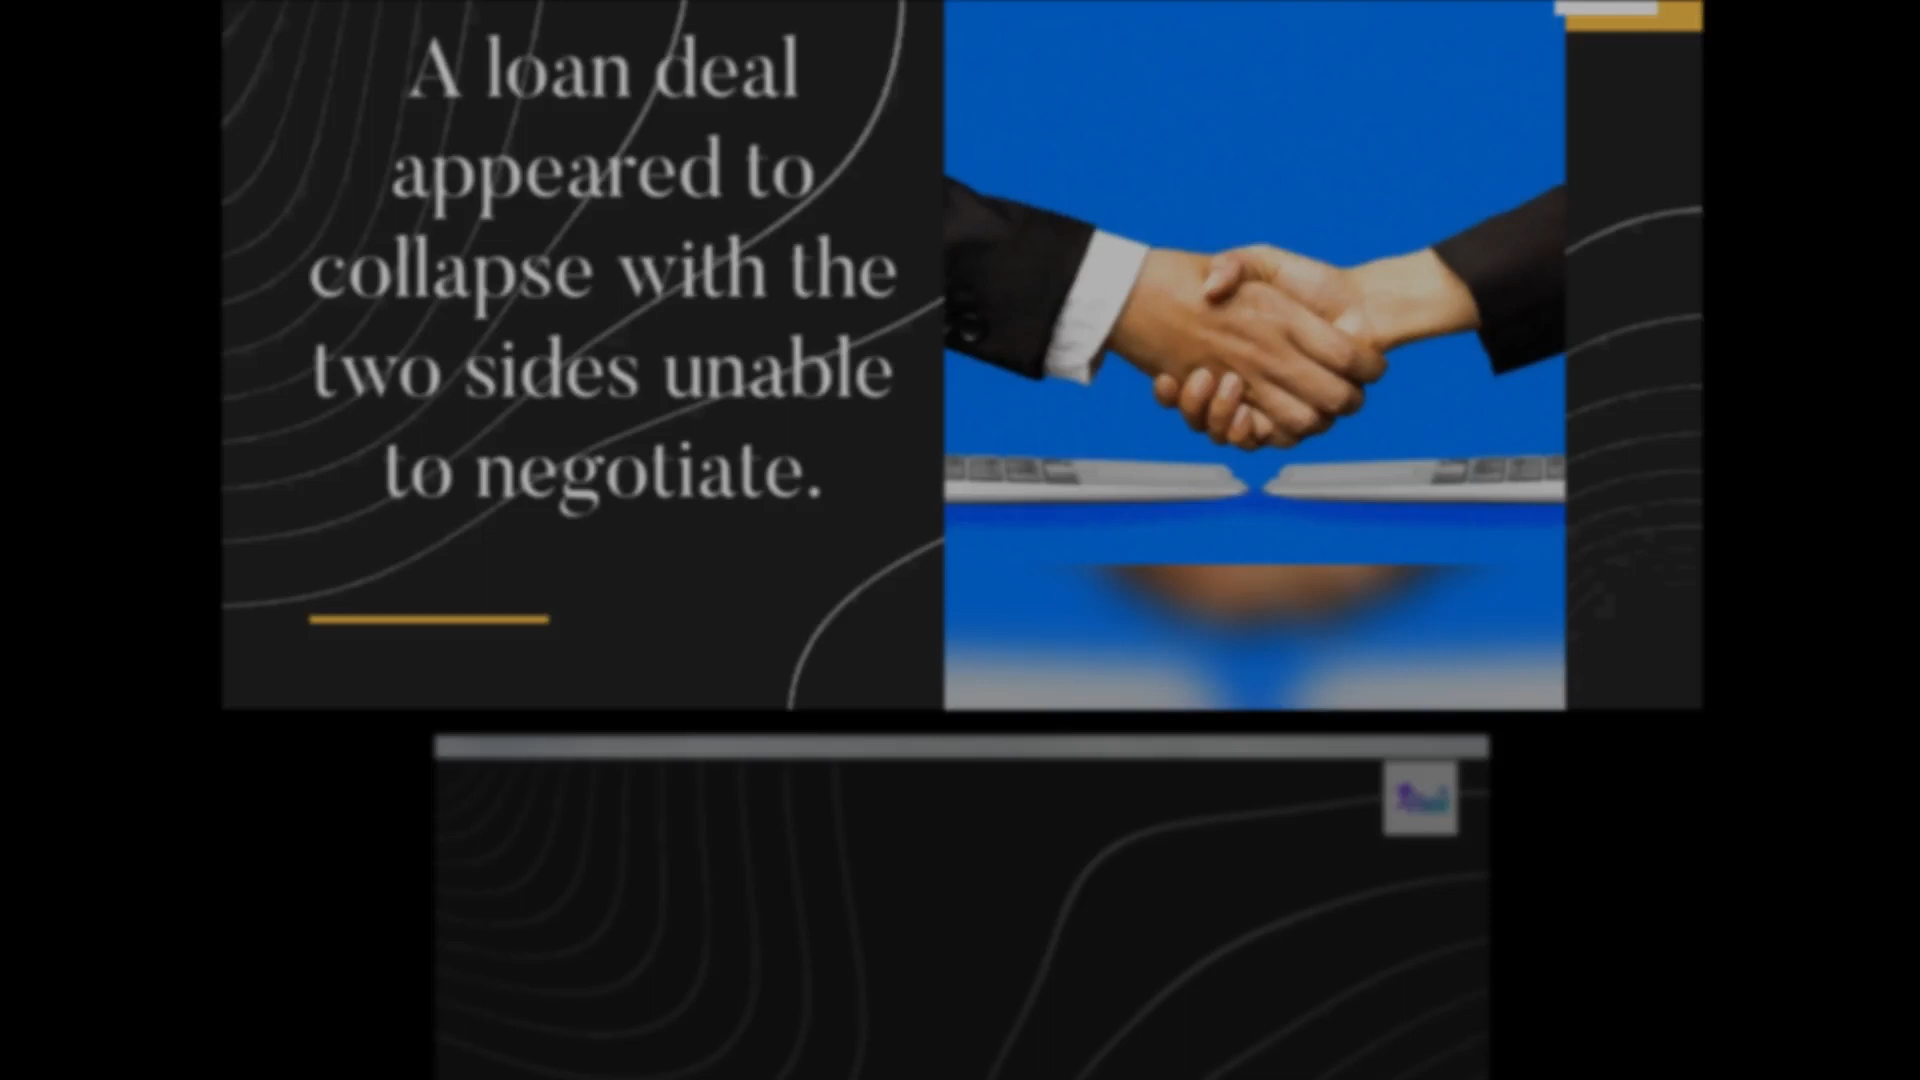 A loan deal
appeared to
collapse with the
two sides unable
to negotiate.